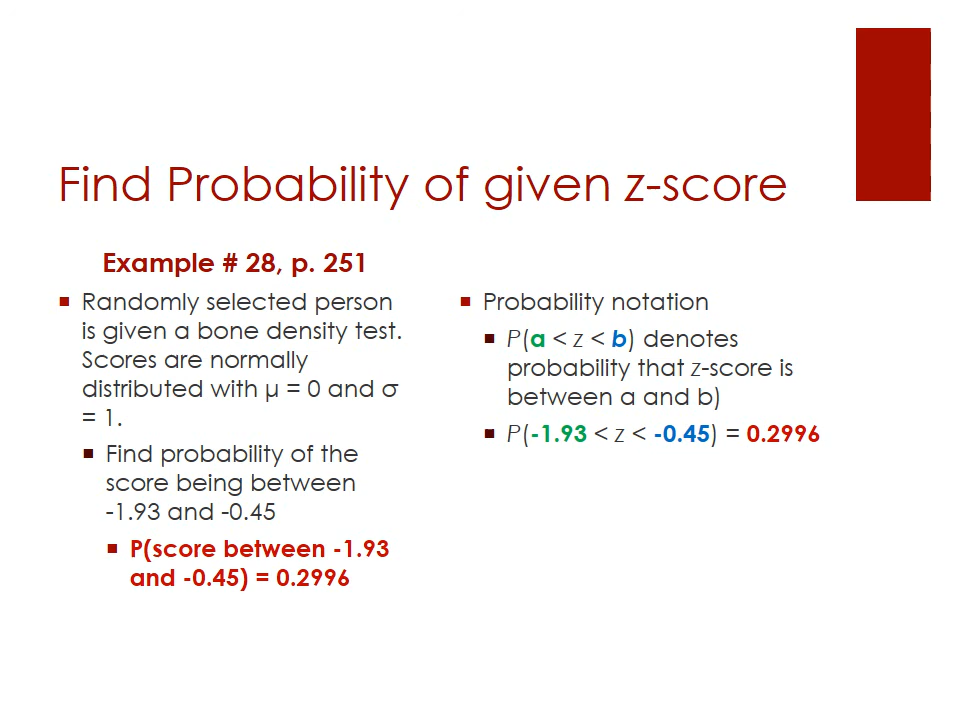 Find Probability of given z-score
Example # 28, p. 251
Randomly selected person
is given a bone density test.
Scores are normally
distributed with µ = 0 and σ
= 1.
Find probability of the
score being between
-1.93 and -0.45
P(score between -1.93
and -0.45) = 0.2996
Probability notation
P(a < z < b) denotes
probability that z-score is
between a and b)
P(-1.93 < z < -0.45) = 0.2996